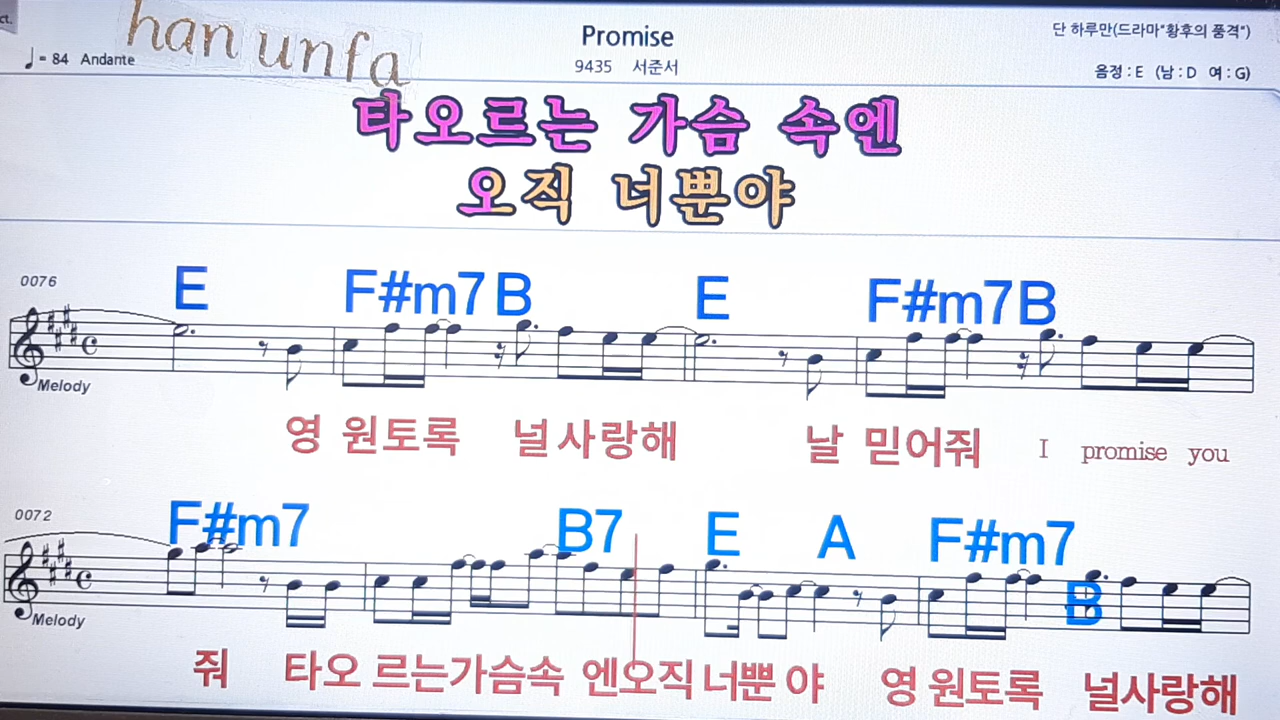 ct.
han unfa
Promise
단 하루만(드라마"황후의 품격")
♩= 84 Andante
9435 서준서
음정 : E (남 : D 여 : G)
타오르는 가슴 속엔
오직 너뿐야
0076
E F#m7 B E F#m7 B
Melody
영 원토록 널사랑해 날 믿어줘 I promise you
0072
F#m7 B7 E A F#m7 B
Melody
줘 타오 르는가슴속 엔오직 너뿐 야 영 원토록 널사랑해